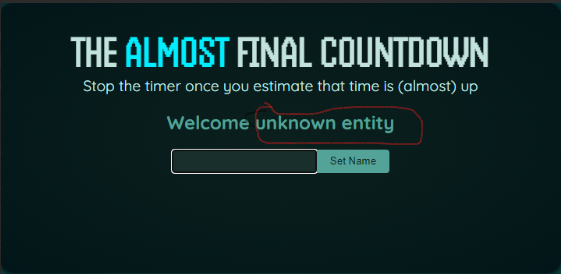 THE ALMOST FINAL COUNTDOWN
Stop the timer once you estimate that time is (almost) up
Welcome unknown entity
Set Name